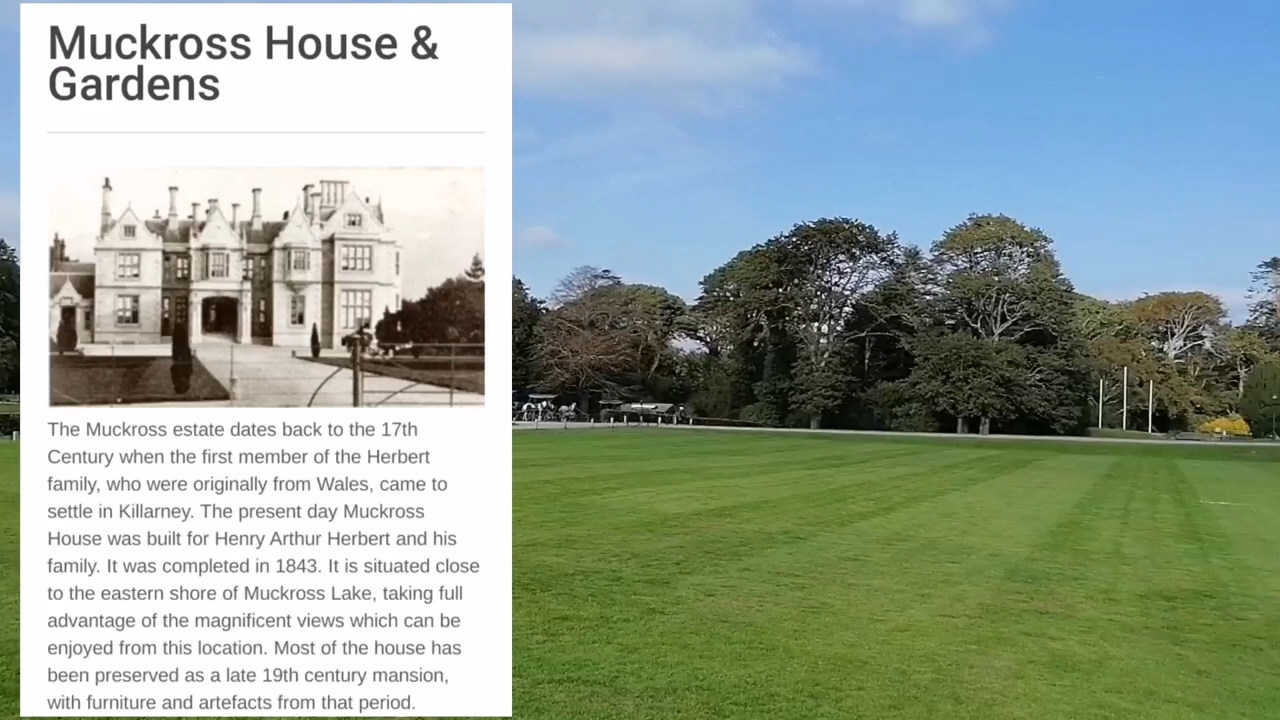 Muckross House &
Gardens
The Muckross estate dates back to the 17th
Century when the first member of the Herbert
family, who were originally from Wales, came to
settle in Killarney. The present day Muckross
House was built for Henry Arthur Herbert and his
family. It was completed in 1843. It is situated close
to the eastern shore of Muckross Lake, taking full
advantage of the magnificent views which can be
enjoyed from this location. Most of the house has
been preserved as a late 19th century mansion,
with furniture and artefacts from that period.